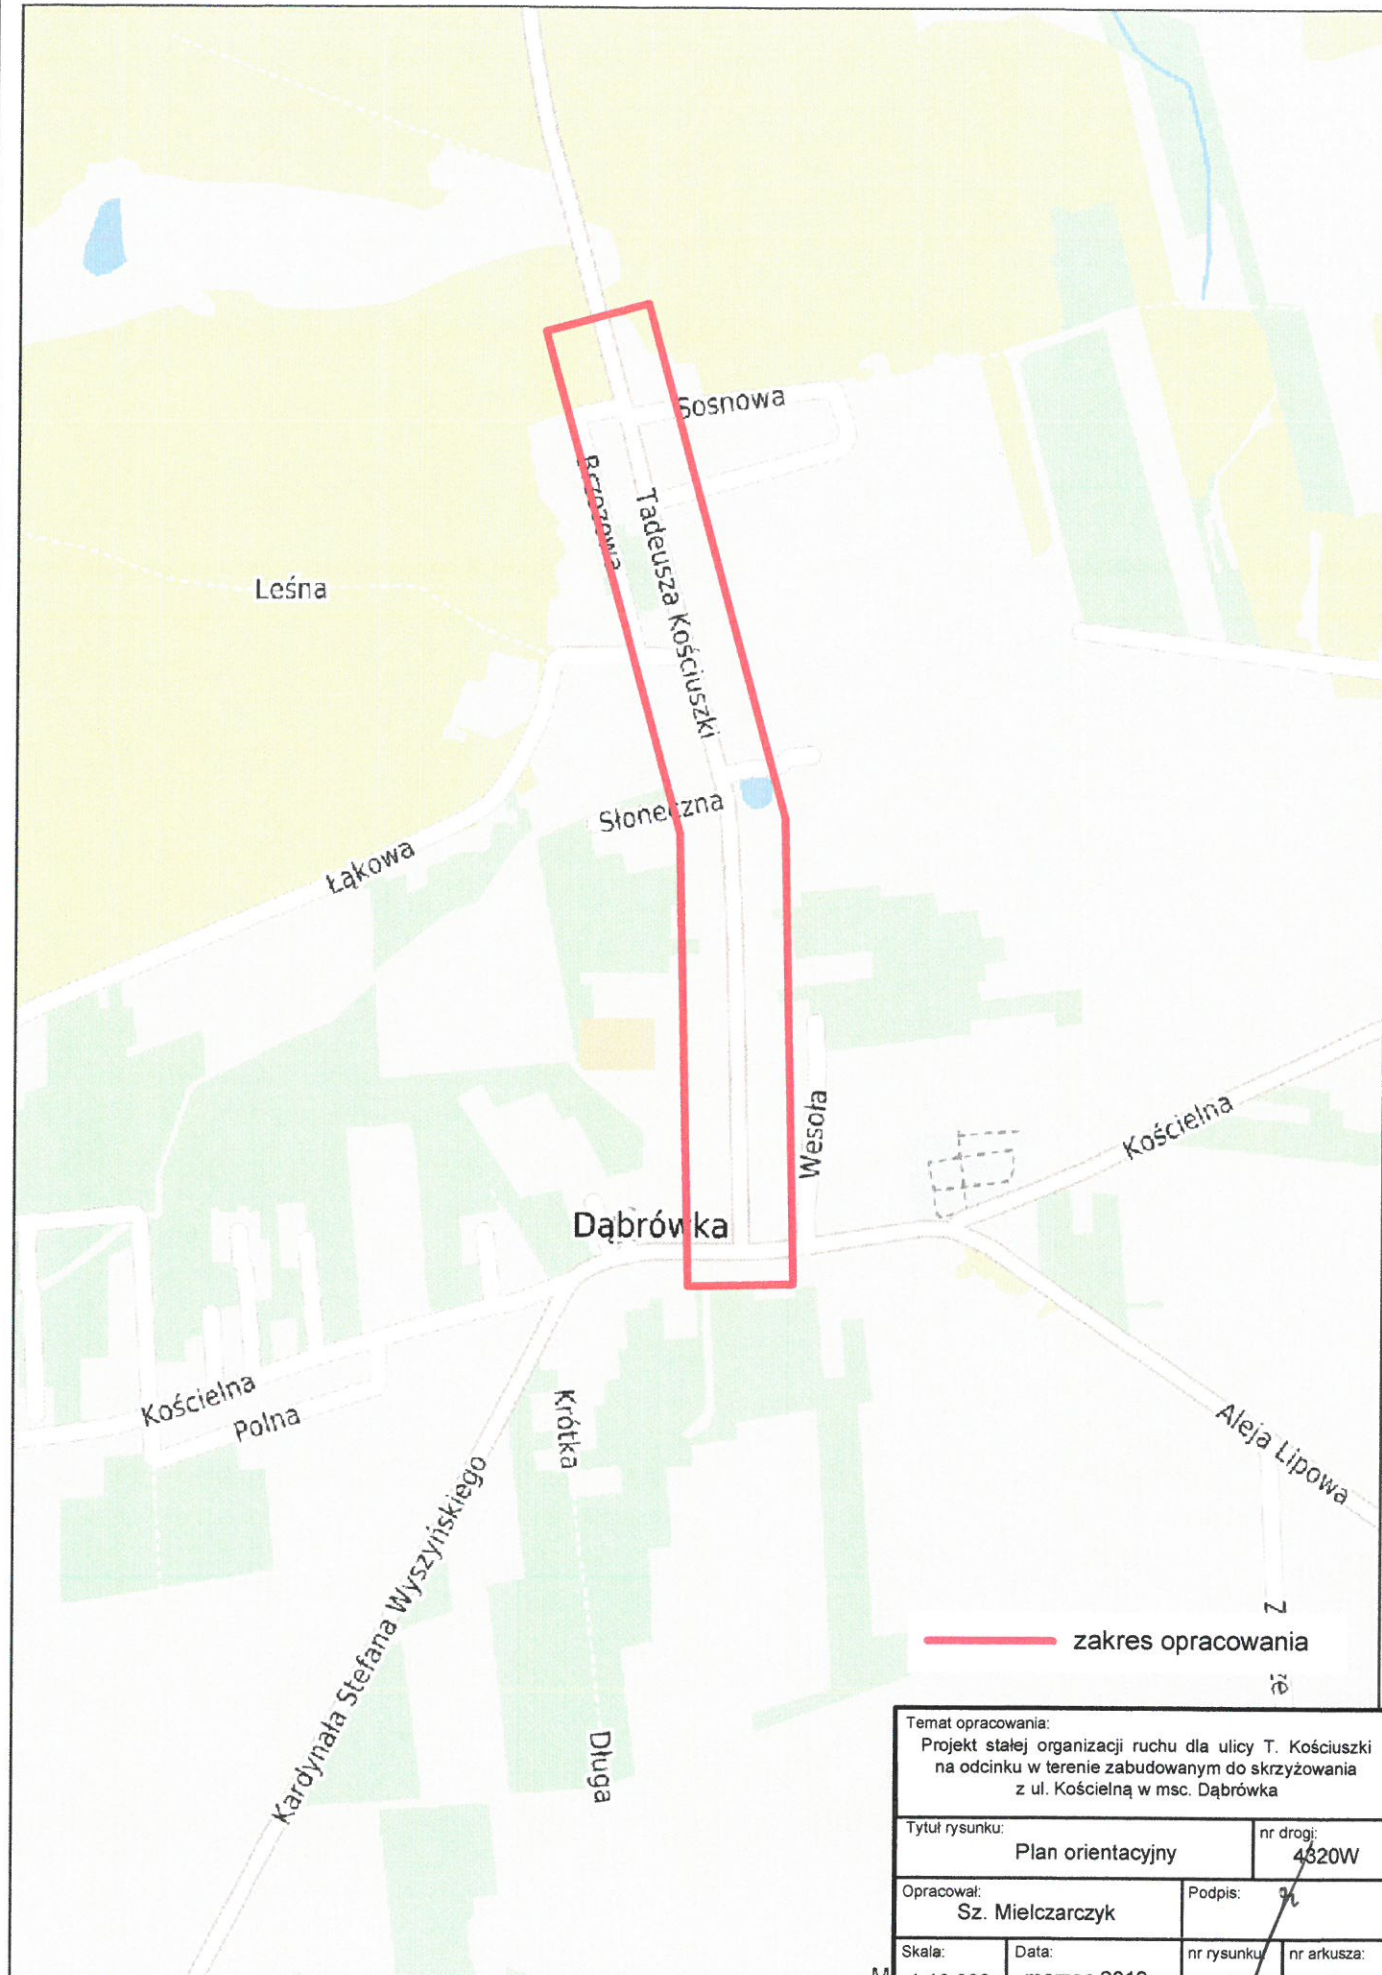 Sosnowa
Brzozowa
Tadeusza Kościuszki
Leśna
Słoneczna
Łąkowa
Wesoła
Kościelna
Dąbrówka
Kościelna
Polna
Krótka
Aleja Lipowa
Kardynała Stefana Wyszyńskiego
Długa
zakres opracowania
Temat opracowania:
Projekt stałej organizacji ruchu dla ulicy T. Kościuszki
na odcinku w terenie zabudowanym do skrzyżowania
z ul. Kościelną w msc. Dąbrówka
Tytuł rysunku:
Plan orientacyjny
nr drogi:
4320W
Opracował:
Sz. Mielczarczyk
Podpis:
Skala:
Data:
nr rysunku
nr arkusza: